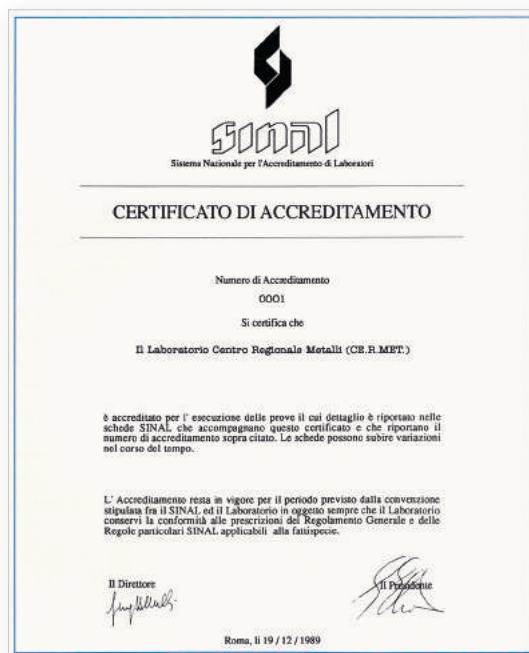 sinal
Sistema Nazionale per l'Accreditamento di Laboratori
CERTIFICATO DI ACCREDITAMENTO
Numero di Accreditamento
0001
Si certifica che
Il Laboratorio Centro Regionale Metalli (CE.R.MET.)
è accreditato per l' esecuzione delle prove il cui dettaglio è riportato nelle
schede SINAL che accompagnano questo certificato e che riportano il
numero di accreditamento sopra citato. Le schede possono subire variazioni
nel corso del tempo.
L' Accreditamento resta in vigore per il periodo previsto dalla convenzione
stipulata fra il SINAL ed il Laboratorio in oggetto sempre che il Laboratorio
conservi la conformità alle prescrizioni del Regolamento Generale e delle
Regole particolari SINAL applicabili alla fattispecie.
Il Direttore
Il Presidente
Roma, li 19 / 12 / 1989